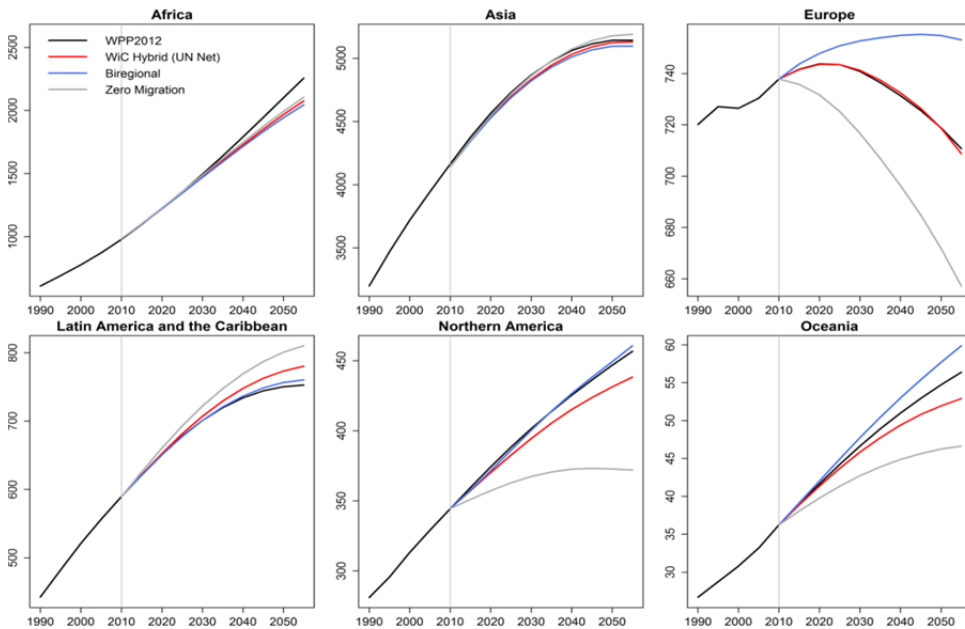 Africa
Asia
Europe
WPP2012
WiC Hybrid (UN Net)
Biregional
Zero Migration
2500
2000
1500
1000
5000
4500
4000
3500
740
720
700
680
660
1990 2000 2010 2020 2030 2040 2050
1990 2000 2010 2020 2030 2040 2050
1990 2000 2010 2020 2030 2040 2050
Latin America and the Caribbean
Northern America
Oceania
800
700
600
500
450
400
350
300
60
55
50
45
40
35
30
1990 2000 2010 2020 2030 2040 2050
1990 2000 2010 2020 2030 2040 2050
1990 2000 2010 2020 2030 2040 2050